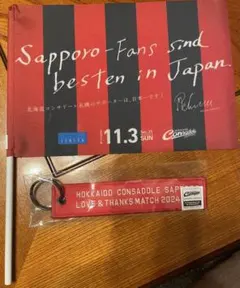 Sapporo-Fans sind
besten in Japan.
北海道コンサドーレ札幌のサポーターは、日本一です。
11.3
SUN
Consadole
HOKKAIDO CONSADOLE SAP
LOVE & THANKS MATCH 2024